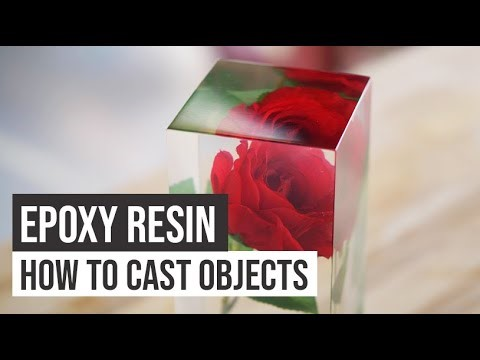 EPOXY RESIN
HOW TO CAST OBJECTS